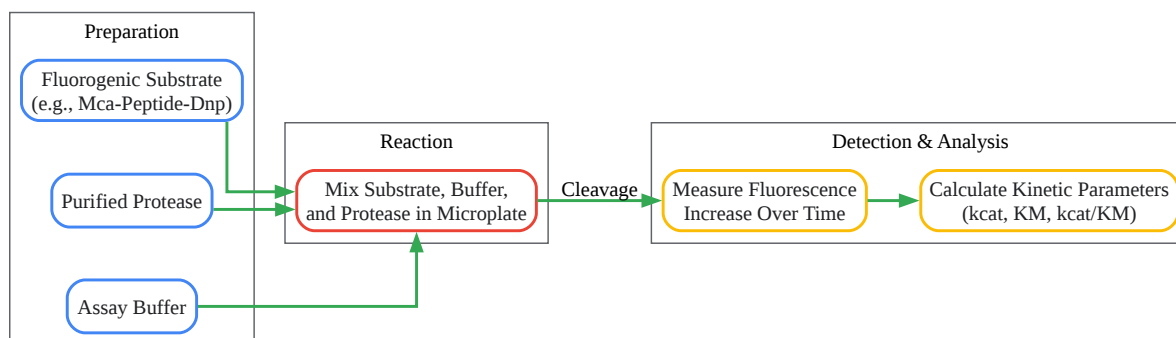 Preparation
Fluorogenic Substrate
(e.g., Mca-Peptide-Dnp)
Purified Protease
Assay Buffer
Reaction
Mix Substrate, Buffer,
and Protease in Microplate
Cleavage
Detection & Analysis
Measure Fluorescence
Increase Over Time
Calculate Kinetic Parameters
(kcat, KM, kcat/KM)